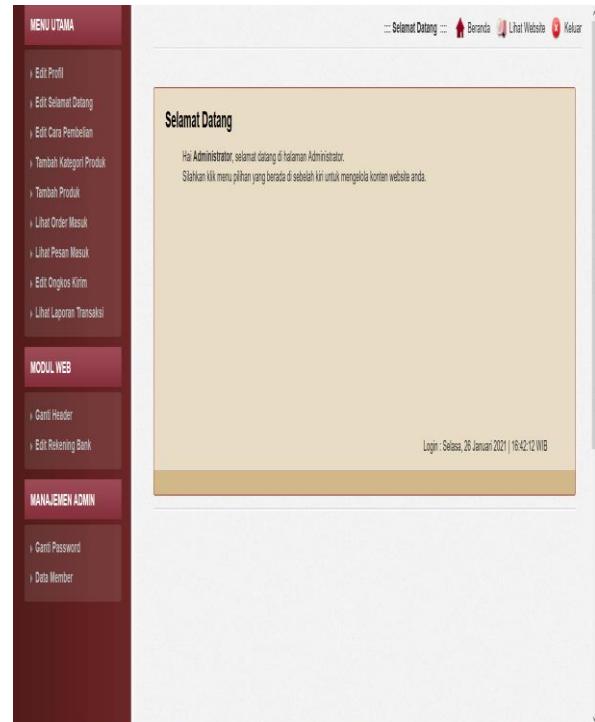 MENU UTAMA
Edit Profil
Edit Selamat Datang
Edit Cara Pembelian
Tambah Kategori Produk
Tambah Produk
Lihat Order Masuk
Lihat Pesan Masuk
Edit Ongkos Kirim
Lihat Laporan Transaksi
MODUL WEB
Ganti Header
Edit Rekening Bank
MANAJEMEN ADMIN
Ganti Password
Data Member
:::: Selamat Datang :::: Beranda Lihat Website Keluar
Selamat Datang
Hai Administrator, selamat datang di halaman Administrator.
Silahkan klik menu pilihan yang berada di sebelah kiri untuk mengelola konten website anda.
Login : Selasa, 26 Januari 2021 | 16:42:12 WIB